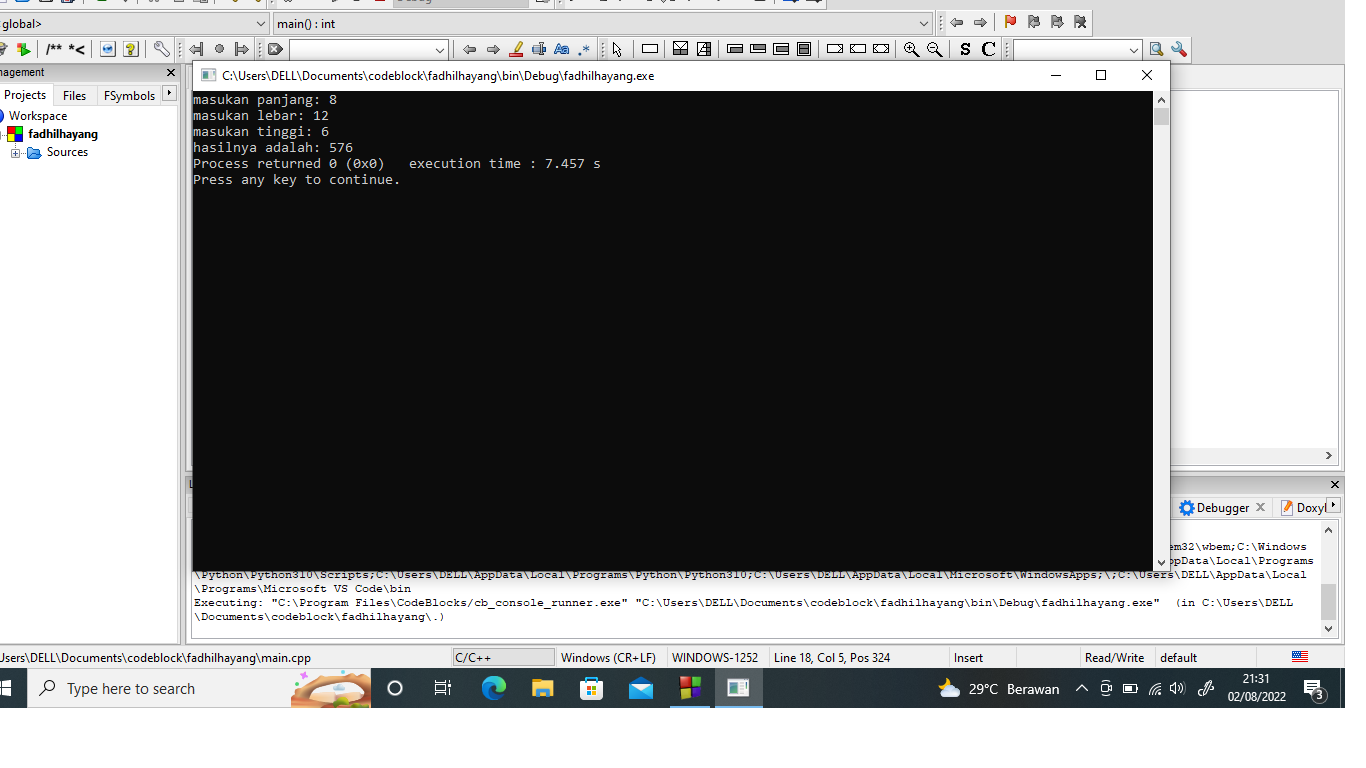 Debug
global>
main() : int
/** *<
Aa .*
S C
nagement
C:\Users\DELL\Documents\codeblock\fadhilhayang\bin\Debug\fadhilhayang.exe
Projects Files FSymbols
Workspace
fadhilhayang
Sources
masukan panjang: 8
masukan lebar: 12
masukan tinggi: 6
hasilnya adalah: 576
Process returned 0 (0x0) execution time : 7.457 s
Press any key to continue.
Debugger Doxyl
em32\wbem;C:\Windows
ppData\Local\Programs
\Python\Python310\Scripts;C:\Users\DELL\AppData\Local\Programs\Python\Python310;C:\Users\DELL\AppData\Local\Microsoft\WindowsApps;\;C:\Users\DELL\AppData\Local
\Programs\Microsoft VS Code\bin
Executing: "C:\Program Files\CodeBlocks/cb_console_runner.exe" "C:\Users\DELL\Documents\codeblock\fadhilhayang\bin\Debug\fadhilhayang.exe" (in C:\Users\DELL
\Documents\codeblock\fadhilhayang\.)
Jsers\DELL\Documents\codeblock\fadhilhayang\main.cpp C/C++ Windows (CR+LF) WINDOWS-1252 Line 18, Col 5, Pos 324 Insert Read/Write default
Type here to search
29°C Berawan
21:31
02/08/2022
3